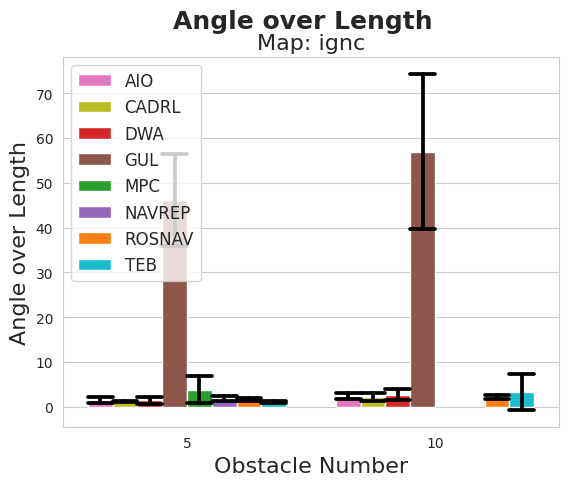 Angle over Length
Map: ignc
Angle over Length
70
60
50
40
30
20
10
0
AIO
CADRL
DWA
GUL
MPC
NAVREP
ROSNAV
TEB
5
10
Obstacle Number